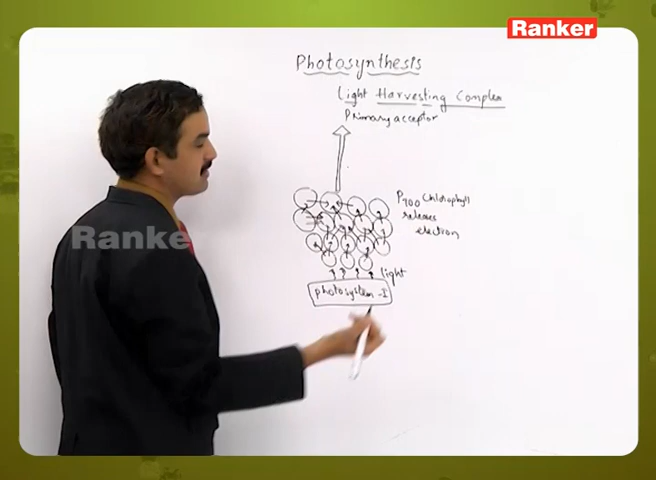 Ranker
Photosynthesis
Light Harvesting Complex
Primary acceptor
P700 Chlorophyll
releases
electron
light
photosystem-I
Ranker